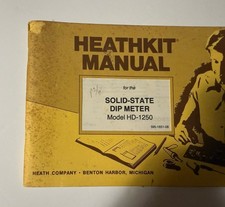 HEATHKIT
MANUAL
for the
SOLID-STATE
DIP METER
Model HD-1250
HEATH COMPANY • BENTON HARBOR, MICHIGAN